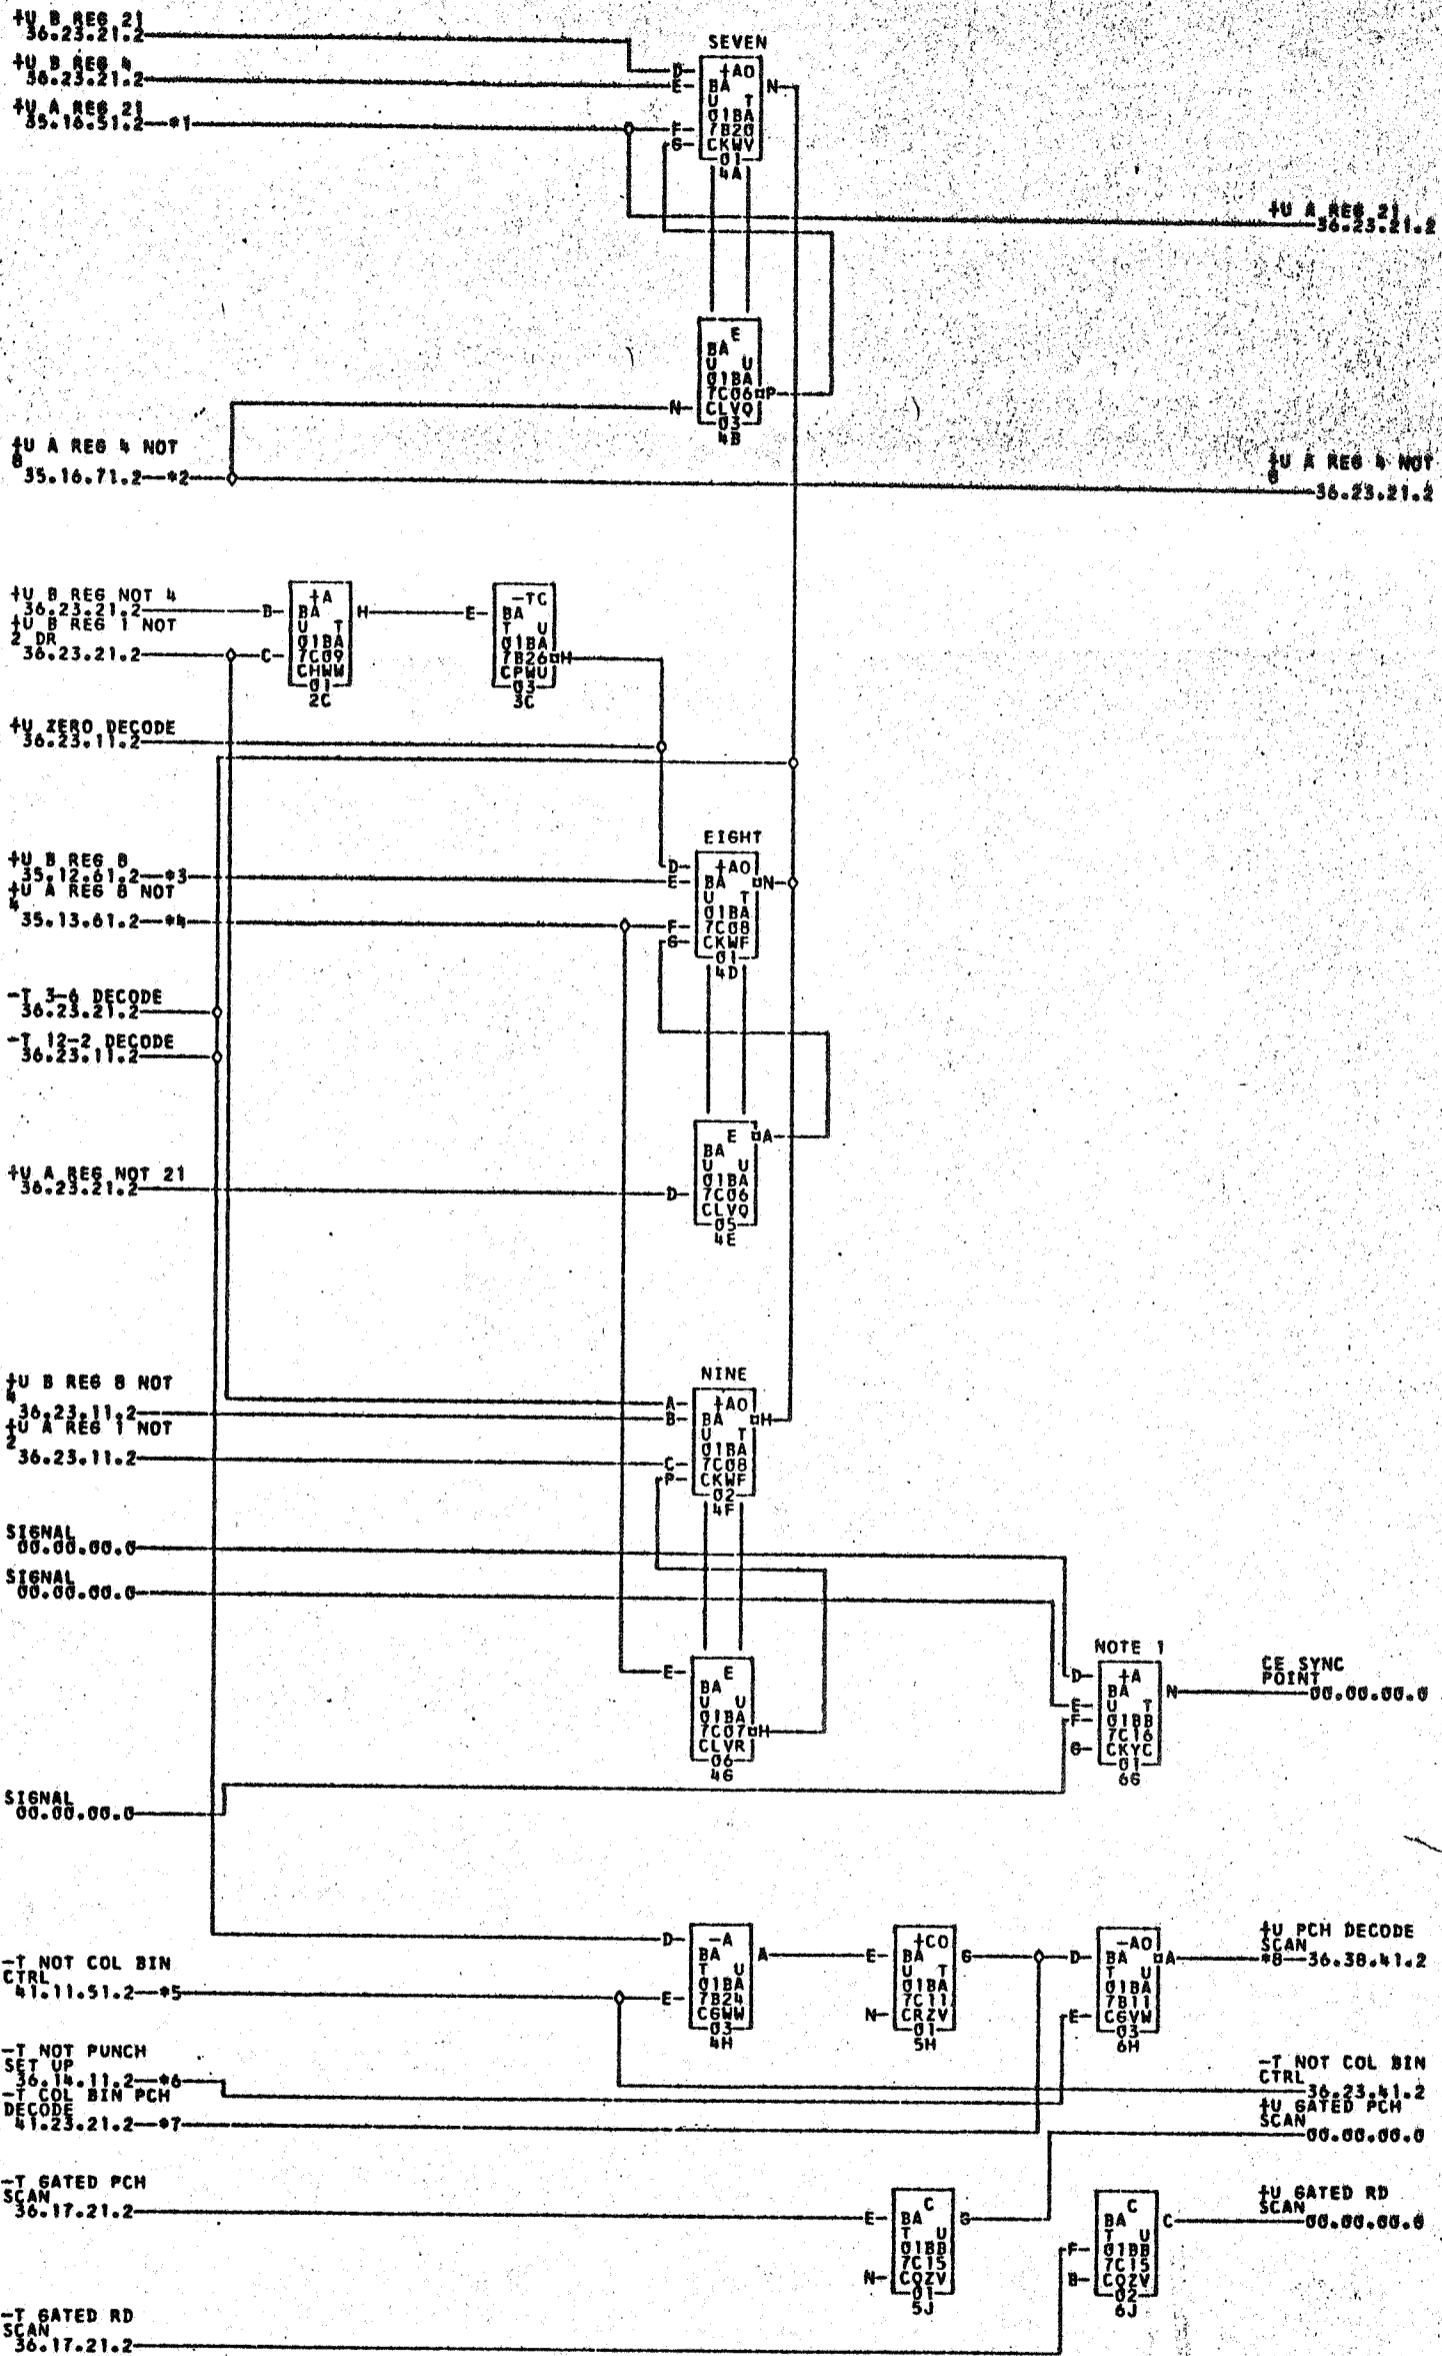 +U B REG 21
36.23.21.2
+U B REG 4
36.23.21.2
+U A REG 21
35.16.51.2—*1
SEVEN
D +AO
E BA N
U T
01BA
F 7B20
G CKWV
01
4A
+U A REG 21
36.23.21.2
E
BA
U U
01BA
7C06 P
N CLVQ
03
4B
+U A REG 4 NOT
8
35.16.71.2—*2
+U A REG 4 NOT
8
36.23.21.2
+U B REG NOT 4
36.23.21.2
+U B REG 1 NOT
2 DR
36.23.21.2
+A
B BA H
U T
01BA
C 7C09
CHWW
01
2C
-TC
E BA
T U
01BA
7B26 H
CPWU
03
3C
+U ZERO DECODE
36.23.11.2
+U B REG 8
35.12.61.2—*3
+U A REG 8 NOT
4
35.13.61.2—*4
EIGHT
D +AO
E BA N
U T
01BA
F 7C08
G CKWF
01
4D
-T 3-6 DECODE
36.23.21.2
-T 12-2 DECODE
36.23.11.2
E A
BA
U U
01BA
D 7C06
CLVQ
05
4E
+U A REG NOT 21
36.23.21.2
+U B REG 8 NOT
4
36.23.11.2
+U A REG 1 NOT
2
36.23.11.2
NINE
A +AO
B BA H
U T
01BA
C 7C08
P CKWF
02
4F
SIGNAL
00.00.00.0
SIGNAL
00.00.00.0
E E
BA
U U
01BA
7C07 H
CLVR
06
4G
NOTE 1
D +A
BA N
E U T
F 01BB
7C16
G CKYC
01
6G
CE SYNC
POINT
00.00.00.0
SIGNAL
00.00.00.0
-T NOT COL BIN
CTRL
41.11.51.2—*5
D -A
BA A
T U
01BA
E 7B24
CGWW
03
4H
+CO
E BA G
U T
01BA
7C11
N CRZV
01
5H
-AO
D BA A
T U
01BA
7B11
E CGVW
03
6H
+U PCH DECODE
SCAN
*8—36.38.41.2
-T NOT PUNCH
SET UP
36.14.11.2—*6
-T COL BIN PCH
DECODE
41.23.21.2—*7
-T NOT COL BIN
CTRL
36.23.41.2
+U GATED PCH
SCAN
00.00.00.0
-T GATED PCH
SCAN
36.17.21.2
C
E BA G
T U
01BB
7C15
N CQZV
01
5J
C
BA C
T U
F 01BB
7C15
B CQZV
02
6J
+U GATED RD
SCAN
00.00.00.0
-T GATED RD
SCAN
36.17.21.2